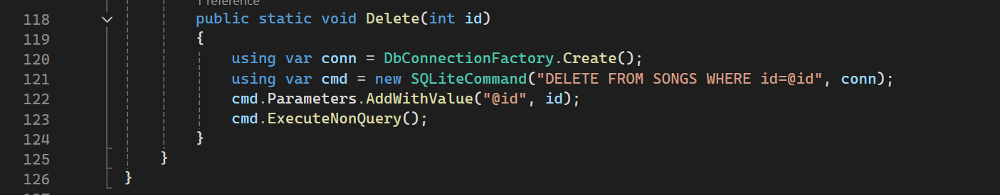 1 reference
118 public static void Delete(int id)
119 {
120 using var conn = DbConnectionFactory.Create();
121 using var cmd = new SQLiteCommand("DELETE FROM SONGS WHERE id=@id", conn);
122 cmd.Parameters.AddWithValue("@id", id);
123 cmd.ExecuteNonQuery();
124 }
125 }
126 }
127